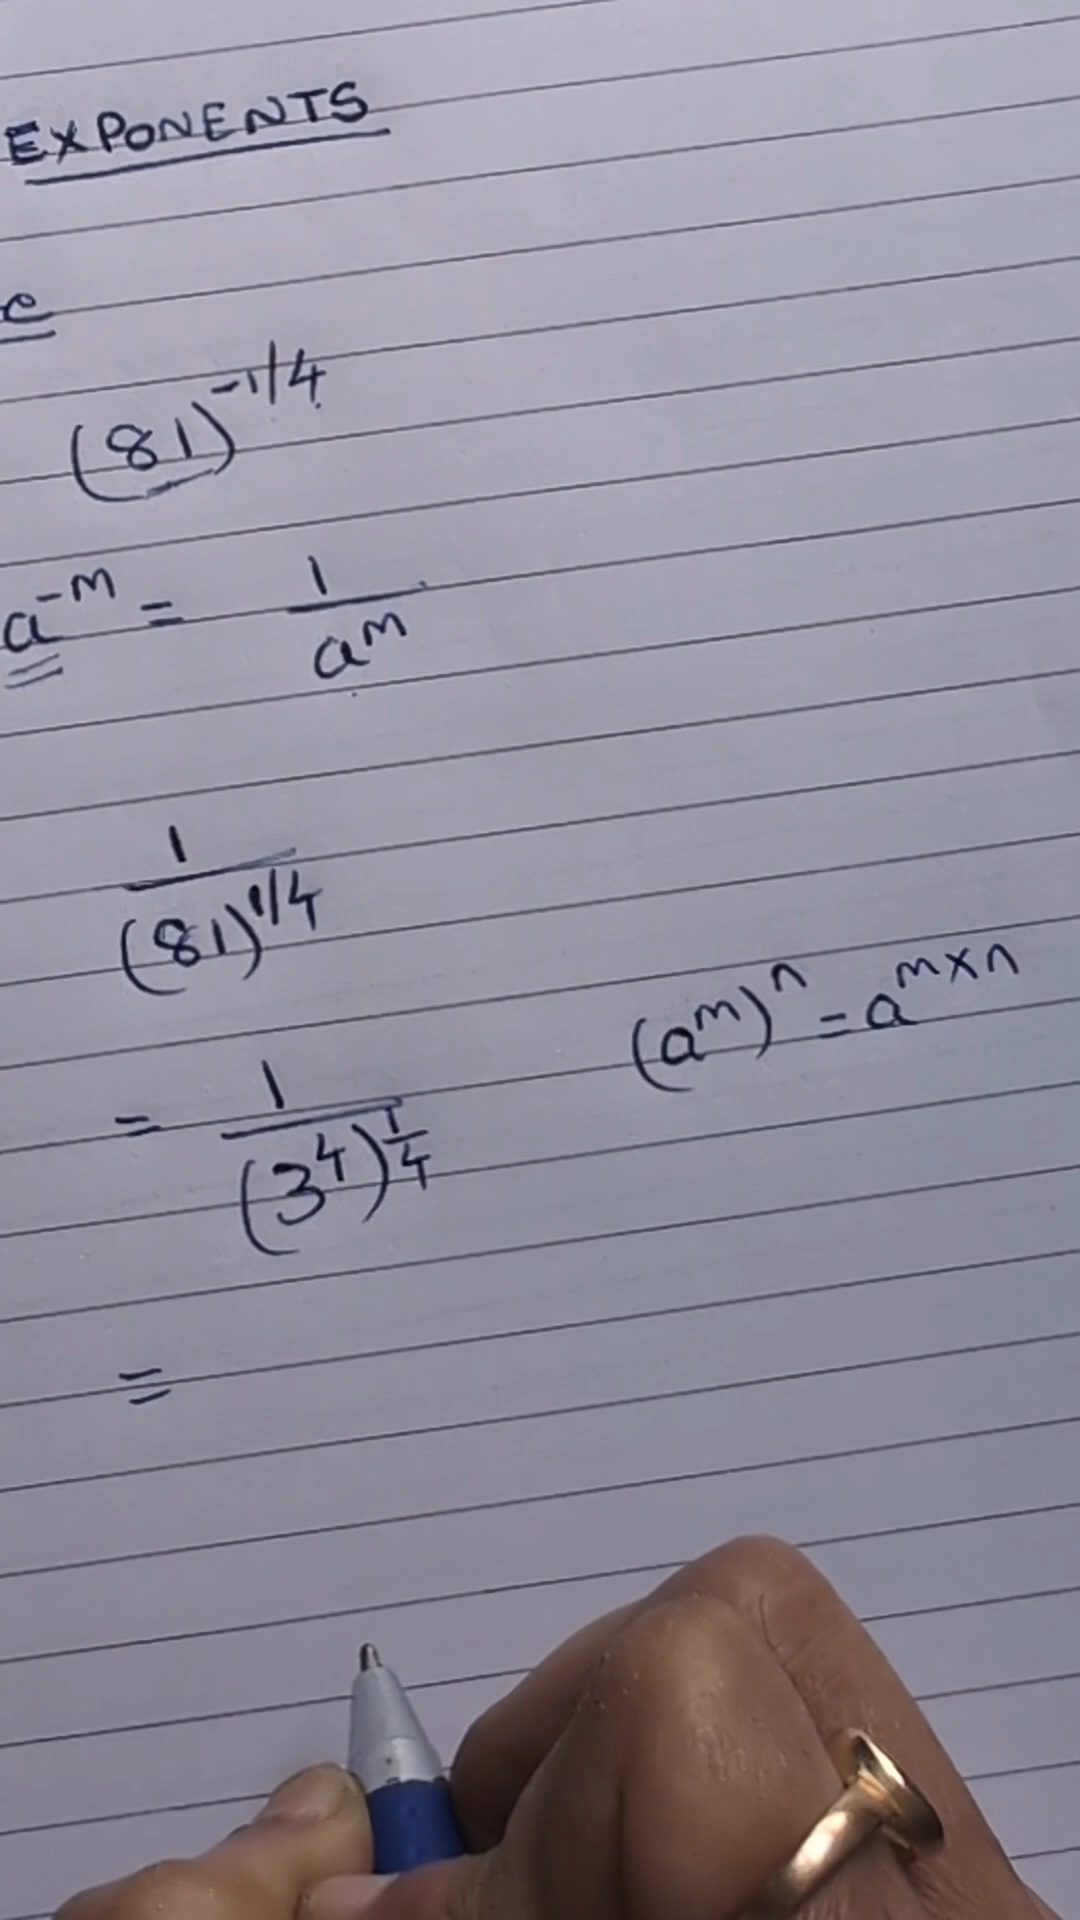 EXPONENTS
e
(81)^-1/4
a^-m = 1/a^m
1/(81)^1/4
(a^m)^n = a^m×n
= 1/(3^4)^1/4
=